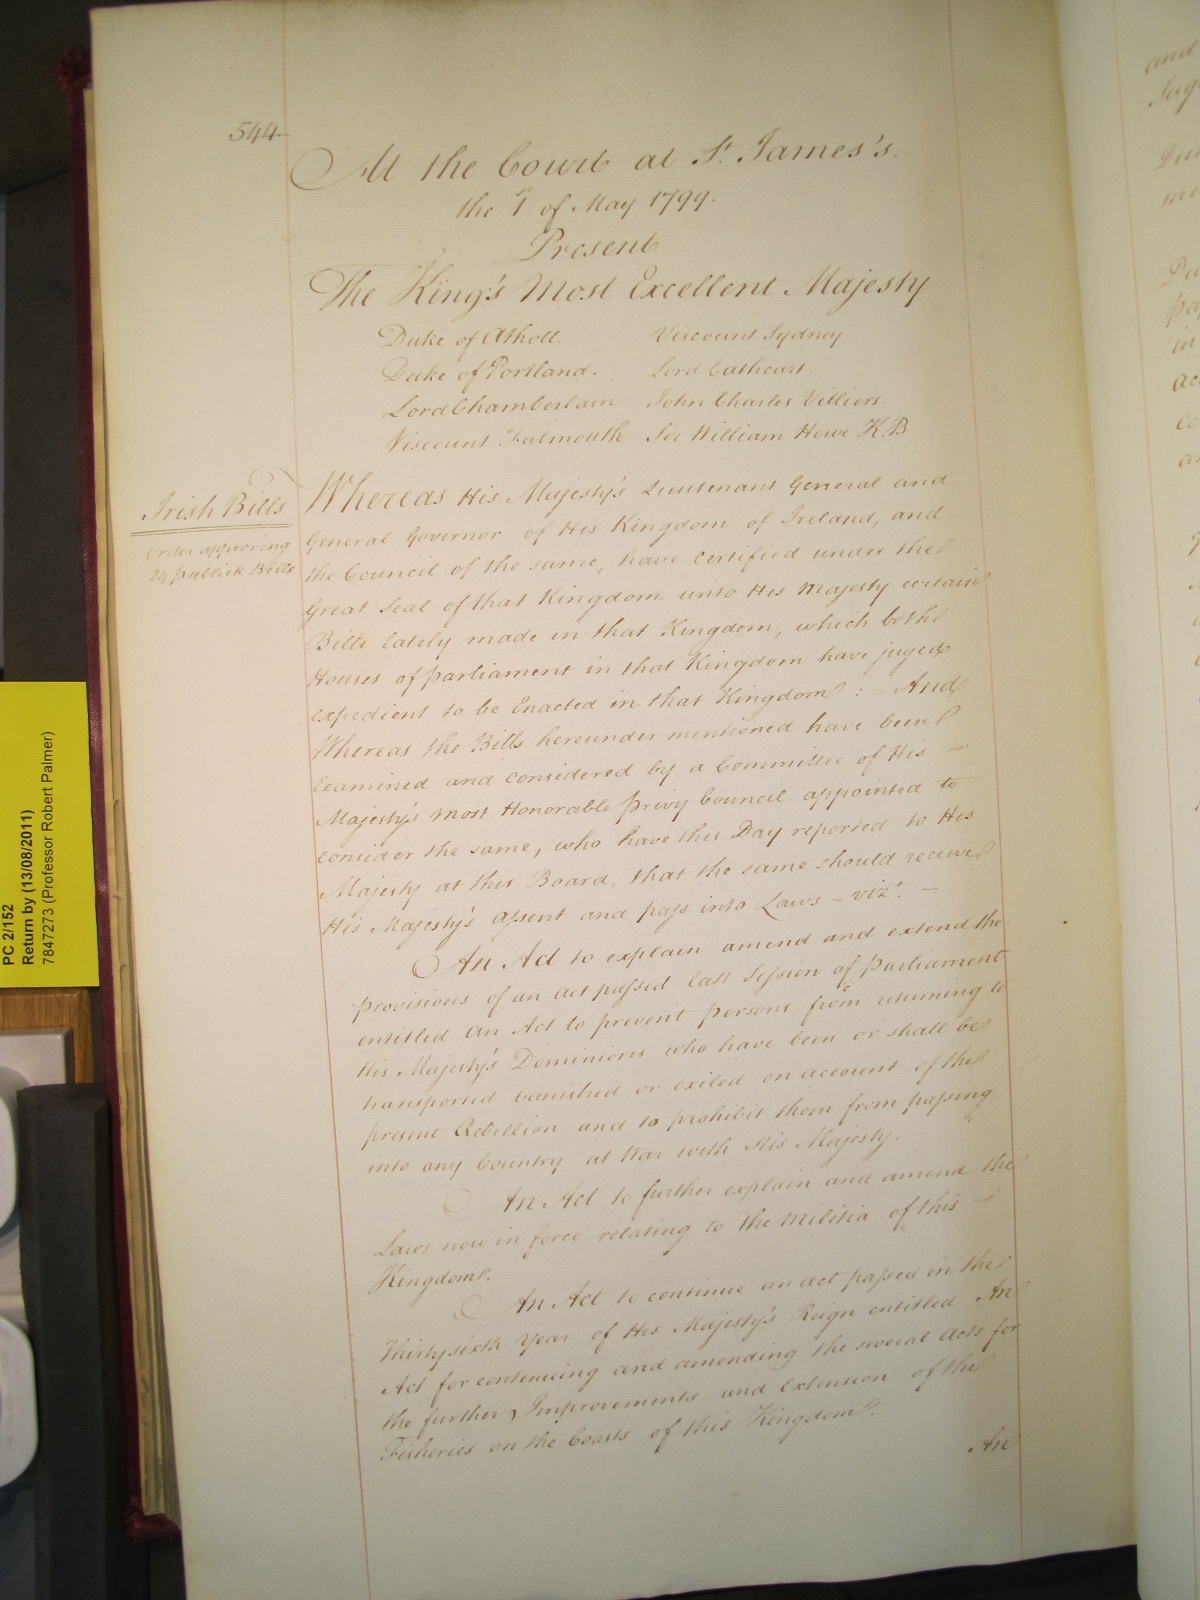 544
At the Court at St. James's.
the 1st of May 1799.
Present
The King's Most Excellent Majesty
Duke of Atholl. Viscount Sydney
Duke of Portland. Lord Cathcart.
Lord Chamberlain John Charles Villiers.
Viscount Falmouth Sir William Howe K.B
Irish Bills
Order approving
24 publick Bills
Whereas His Majesty's Lieutenant General and
General Governor of His Kingdom of Ireland, and
the Council of the same, have certified under the
Great Seal of that Kingdom unto His Majesty certain
Bills lately made in that Kingdom, which both
Houses of parliament in that Kingdom have juged
expedient to be Enacted in that Kingdom : And
Whereas the Bills hereunder mentioned have been
Examined and considered by a Committee of His
Majesty's most Honorable privy Council appointed to
consider the same, who have this Day reported to His
Majesty at this Board, that the same should receive
His Majesty's assent and pass into Laws – vizt. –
An Act to explain amend and extend the
provisions of an act passed last Session of parliament
entitled An Act to prevent persons from returning to
His Majesty's Dominions who have been or shall be
transported banished or exiled on account of the
present Rebellion and to prohibit them from passing
into any Country at War with His Majesty.
An Act to further explain and amend the
Laws now in force relating to the Militia of this
Kingdom.
An Act to continue an act passed in the
Thirty sixth Year of His Majesty's Reign entitled An
Act for continuing and amending the several Acts for
the further Improvements and Extension of the
Fisheries on the Coasts of this Kingdom.
An
PC 2/152
Return by (13/08/2011)
7847273 (Professor Robert Palmer)